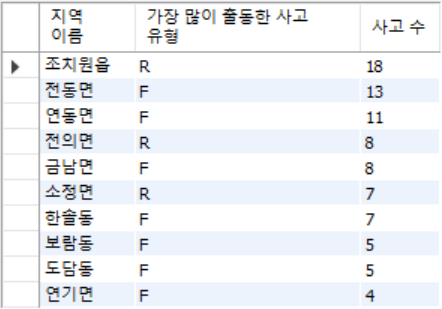 지역 이름 가장 많이 출동한 사고 유형 사고 수
조치원읍 R 18
전동면 F 13
연동면 F 11
전의면 R 8
금남면 F 8
소정면 R 7
한솔동 F 7
보람동 F 5
도담동 F 5
연기면 F 4